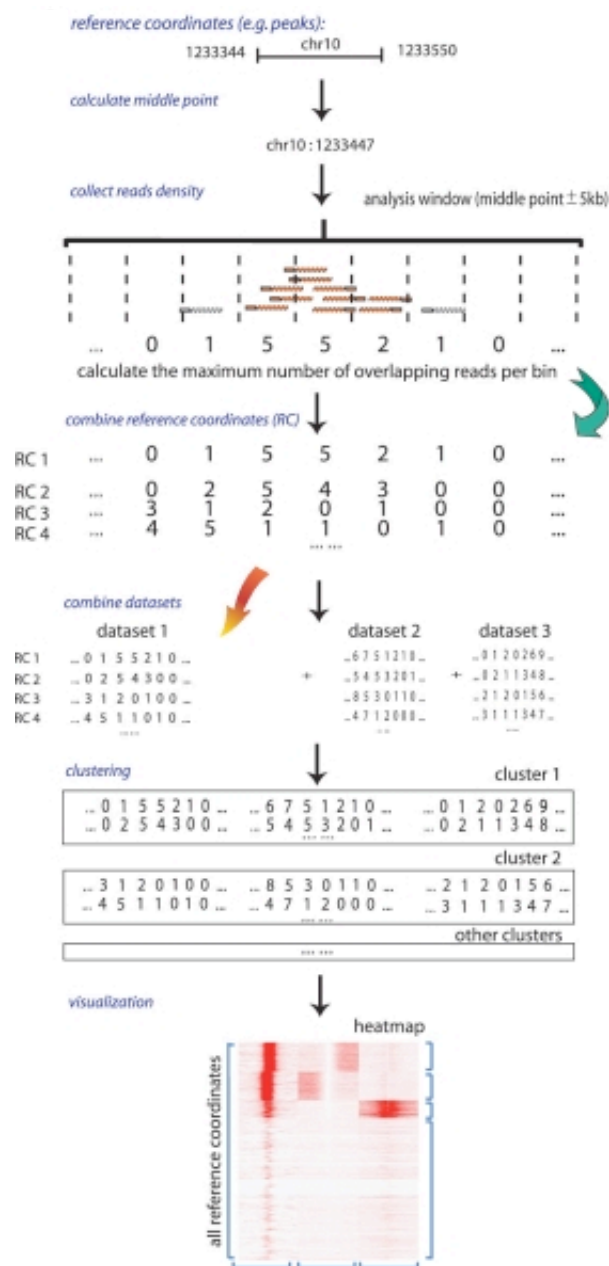 reference coordinates (e.g. peaks):
1233344 chr10 1233550
calculate middle point
chr10 : 1233447
collect reads density
analysis window (middle point ± 5kb)
... 0 1 5 5 2 1 0 ...
calculate the maximum number of overlapping reads per bin
combine reference coordinates (RC)
RC 1 ... 0 1 5 5 2 1 0 ...
RC 2 ... 0 2 5 4 3 0 0 ...
RC 3 ... 3 1 2 0 1 0 0 ...
RC 4 ... 4 5 1 1 0 1 0 ...
... ...
combine datasets
dataset 1 dataset 2 dataset 3
RC 1 ... 0 1 5 5 2 1 0 ... ...6 7 5 1 2 1 0 ... ...0 1 2 0 2 6 9...
RC 2 ... 0 2 5 4 3 0 0 ... + ...5 4 5 3 2 0 1 ... + ...0 2 1 1 3 4 8 ...
RC 3 ... 3 1 2 0 1 0 0 ... ...8 5 3 0 1 1 0 ... ...2 1 2 0 1 5 6 ...
RC 4 ... 4 5 1 1 0 1 0 ... ...4 7 1 2 0 0 0 ... ...3 1 1 1 3 4 7 ...
... ... ... ... ... ...
clustering
cluster 1
... 0 1 5 5 2 1 0 ... ... 6 7 5 1 2 1 0 ... ... 0 1 2 0 2 6 9 ...
... 0 2 5 4 3 0 0 ... ... 5 4 5 3 2 0 1 ... ... 0 2 1 1 3 4 8 ...
... ...
cluster 2
... 3 1 2 0 1 0 0 ... ... 8 5 3 0 1 1 0 ... ... 2 1 2 0 1 5 6 ...
... 4 5 1 1 0 1 0 ... ... 4 7 1 2 0 0 0 ... ... 3 1 1 1 3 4 7 ...
... ...
other clusters
... ...
visualization
heatmap
all reference coordinates